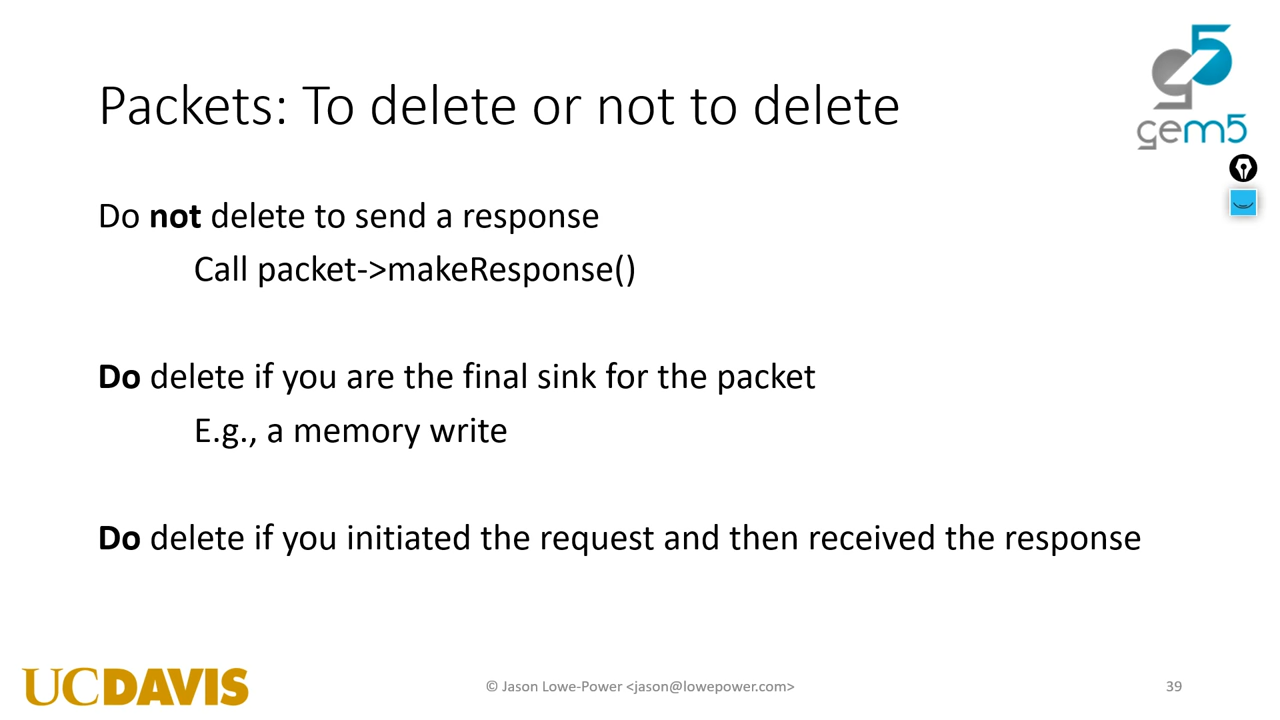 Packets: To delete or not to delete
gem5
Do not delete to send a response
Call packet->makeResponse()
Do delete if you are the final sink for the packet
E.g., a memory write
Do delete if you initiated the request and then received the response
UCDAVIS
© Jason Lowe-Power <jason@lowepower.com>
39